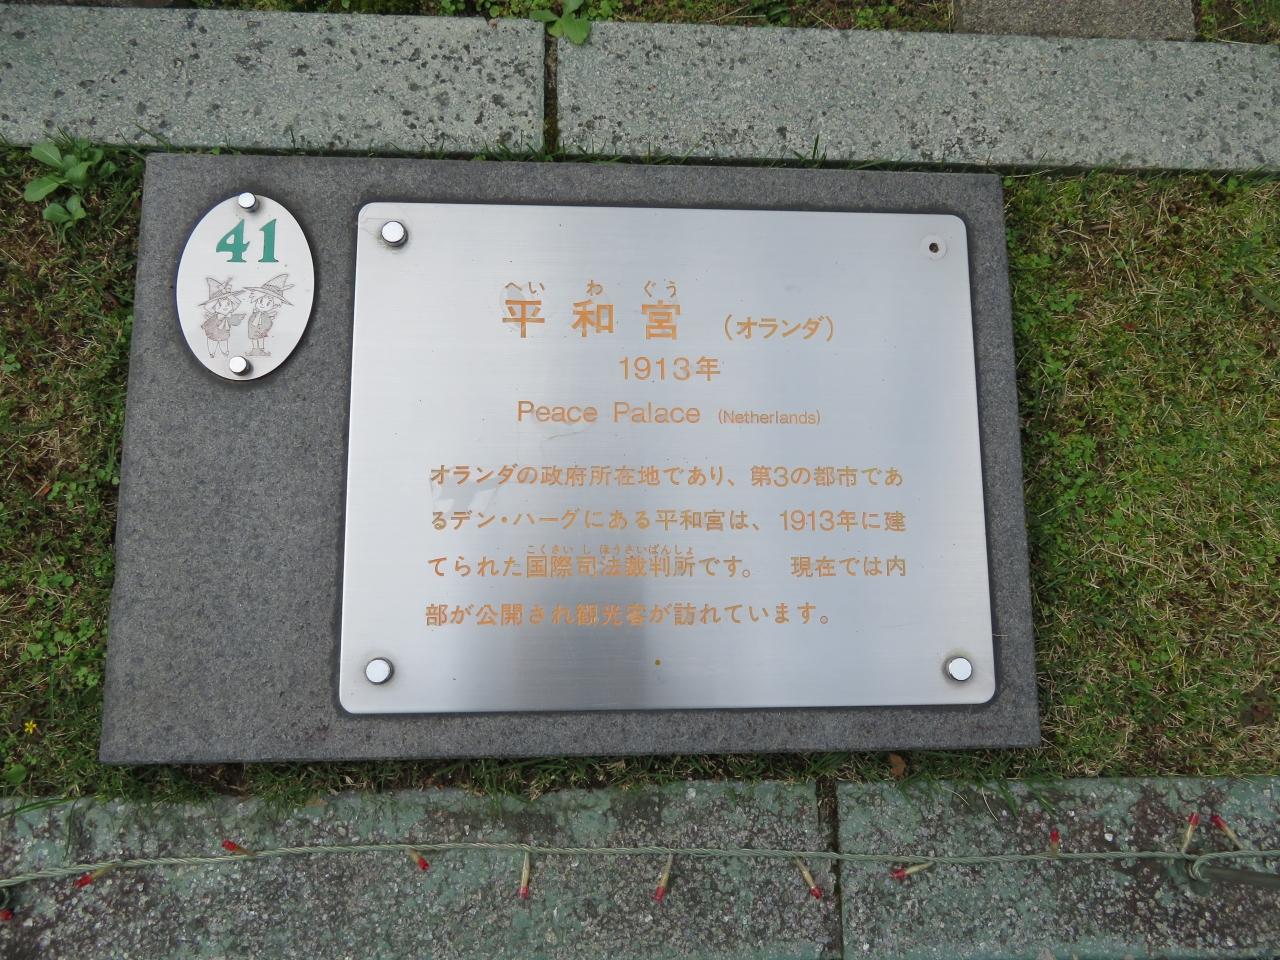 41
へいわぐう
平和宮 （オランダ）
1913年
Peace Palace (Netherlands)
オランダの政府所在地であり、第3の都市であ
るデン・ハーグにある平和宮は、1913年に建
こくさいしほうさいばんしょ
てられた国際司法裁判所です。 現在では内
部が公開され観光客が訪れています。